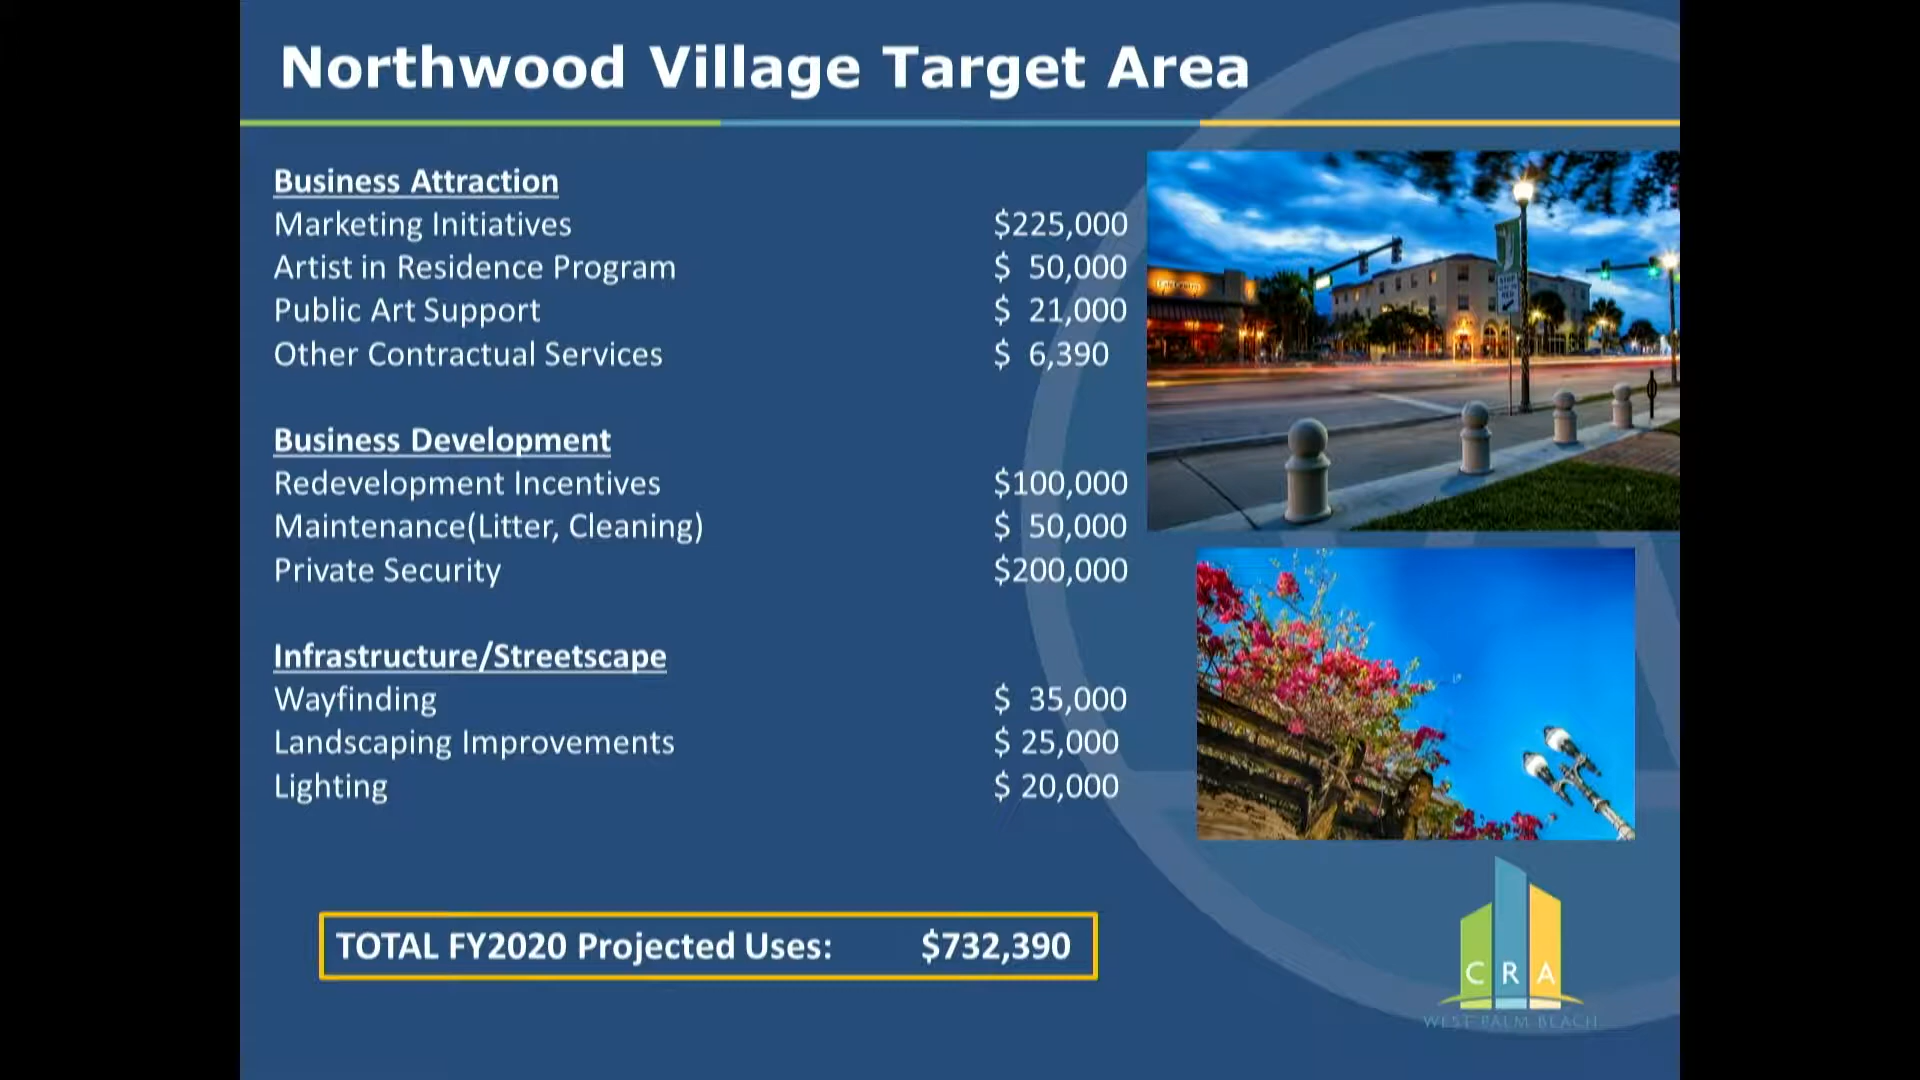 Northwood Village Target Area
Business Attraction
Marketing Initiatives $225,000
Artist in Residence Program $ 50,000
Public Art Support $ 21,000
Other Contractual Services $ 6,390
Business Development
Redevelopment Incentives $100,000
Maintenance(Litter, Cleaning) $ 50,000
Private Security $200,000
Infrastructure/Streetscape
Wayfinding $ 35,000
Landscaping Improvements $ 25,000
Lighting $ 20,000
TOTAL FY2020 Projected Uses: $732,390
CRA
WEST PALM BEACH